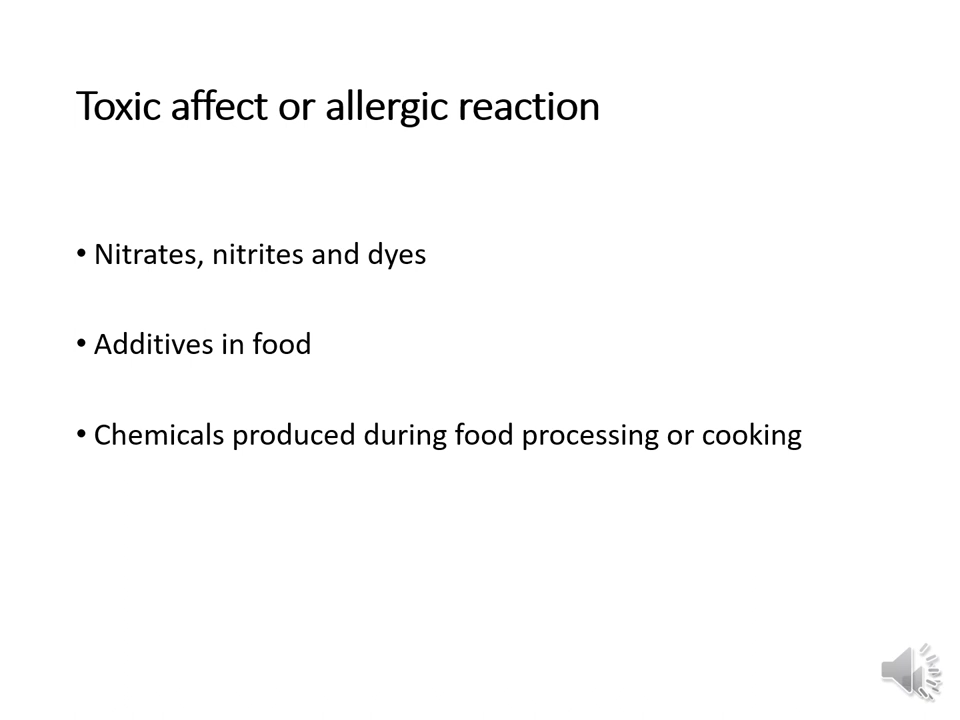 Toxic affect or allergic reaction
• Nitrates, nitrites and dyes
• Additives in food
• Chemicals produced during food processing or cooking